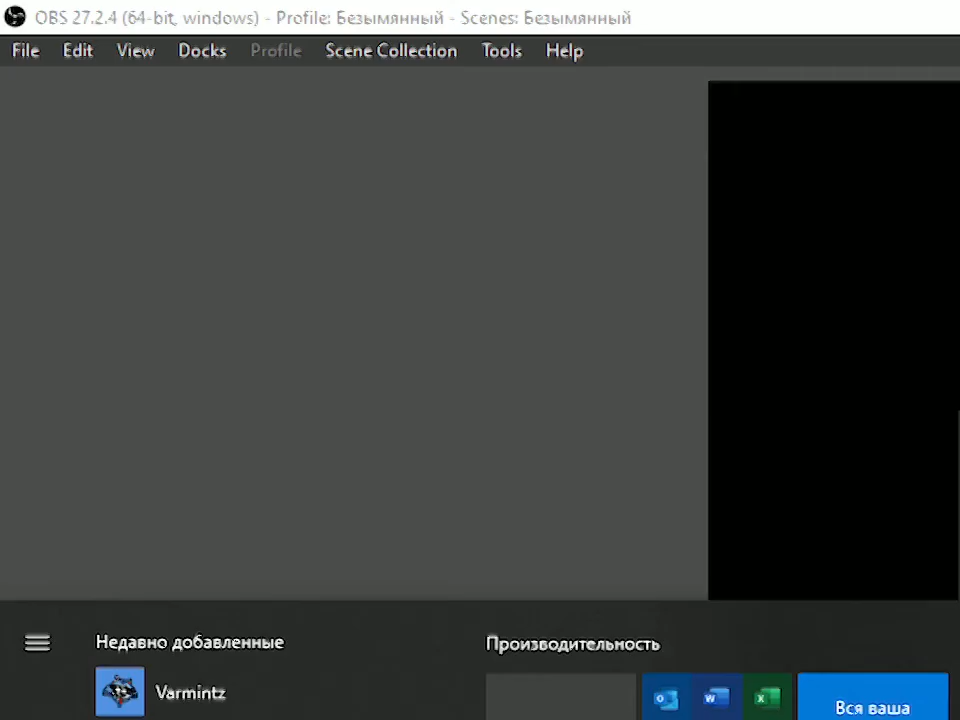 OBS 27.2.4 (64-bit, windows) - Profile: Безымянный - Scenes: Безымянный
File Edit View Docks Profile Scene Collection Tools Help
Недавно добавленные
Производительность
Varmintz
Вся ваша